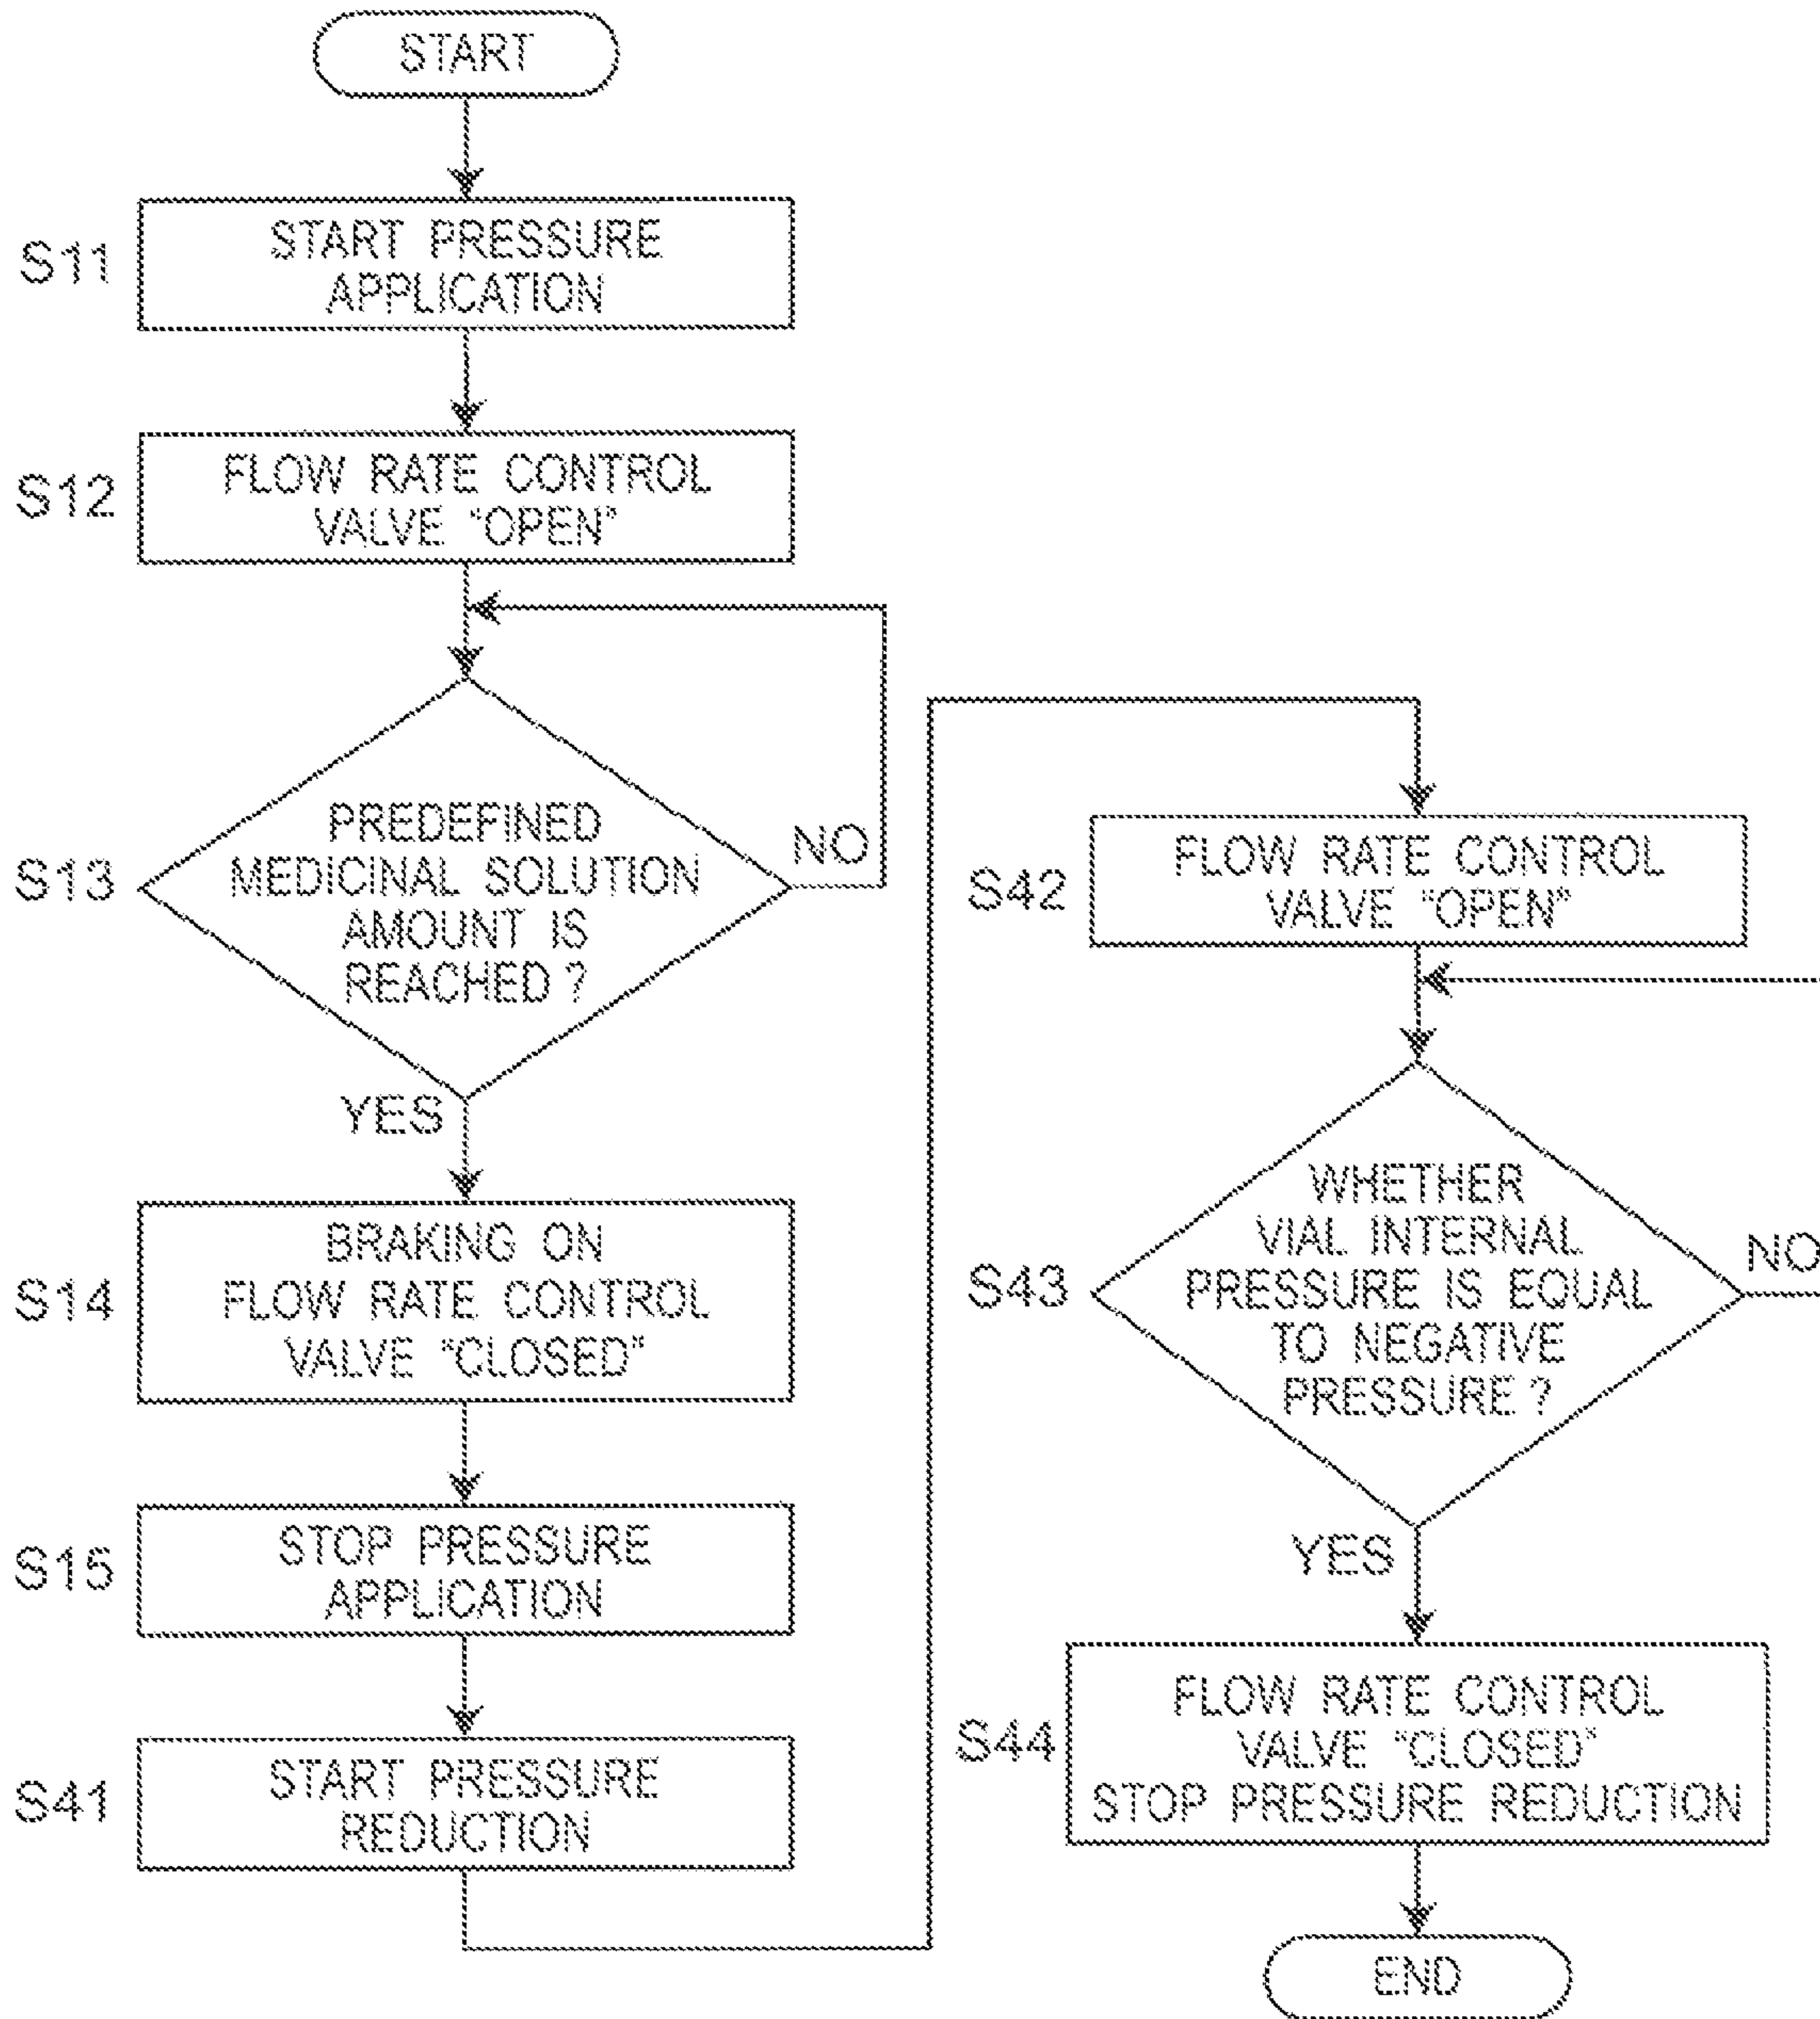 START
S11
START PRESSURE
APPLICATION
S12
FLOW RATE CONTROL
VALVE "OPEN"
S13
PREDEFINED
MEDICINAL SOLUTION
AMOUNT IS
REACHED ?
NO
YES
S14
BRAKING ON
FLOW RATE CONTROL
VALVE "CLOSED"
S15
STOP PRESSURE
APPLICATION
S41
START PRESSURE
REDUCTION
S42
FLOW RATE CONTROL
VALVE "OPEN"
S43
WHETHER
VIAL INTERNAL
PRESSURE IS EQUAL
TO NEGATIVE
PRESSURE ?
NO
YES
S44
FLOW RATE CONTROL
VALVE "CLOSED"
STOP PRESSURE REDUCTION
END